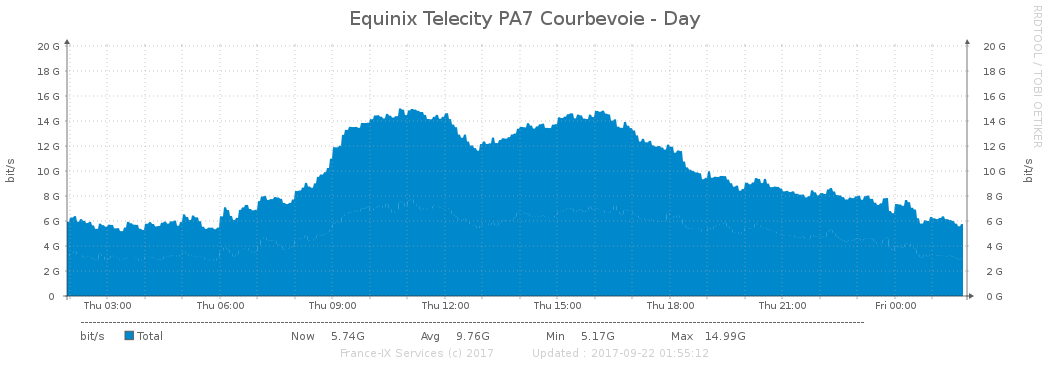 Equinix Telecity PA7 Courbevoie - Day
RRDTOOL / TOBI OETIKER
bit/s
20 G 20 G
18 G 18 G
16 G 16 G
14 G 14 G
12 G 12 G
10 G 10 G
8 G 8 G
6 G 6 G
4 G 4 G
2 G 2 G
0 0 G
bit/s
Thu 03:00 Thu 06:00 Thu 09:00 Thu 12:00 Thu 15:00 Thu 18:00 Thu 21:00 Fri 00:00
bit/s Total Now 5.74G Avg 9.76G Min 5.17G Max 14.99G
France-IX Services (c) 2017 Updated : 2017-09-22 01:55:12